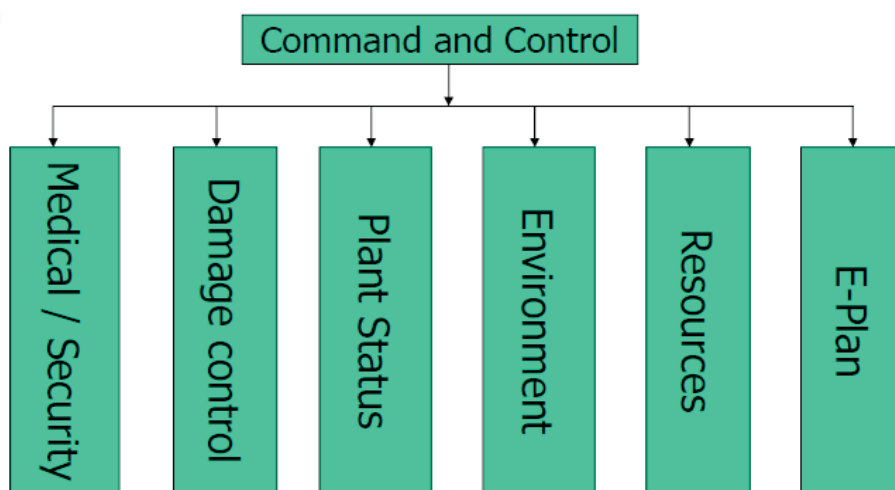 Command and Control
Medical / Security
Damage control
Plant Status
Environment
Resources
E-Plan